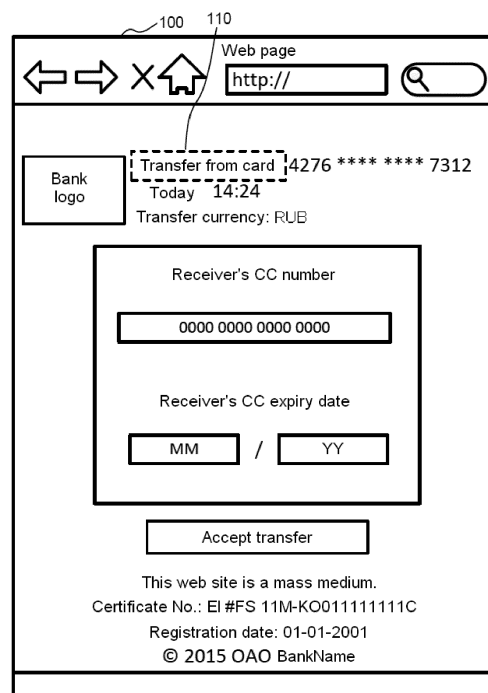 100
110
Web page
http://
Transfer from card 4276 **** **** 7312
Bank
logo
Today 14:24
Transfer currency: RUB
Receiver's CC number
0000 0000 0000 0000
Receiver's CC expiry date
MM / YY
Accept transfer
This web site is a mass medium.
Certificate No.: EI #FS 11M-KO011111111C
Registration date: 01-01-2001
© 2015 OAO BankName